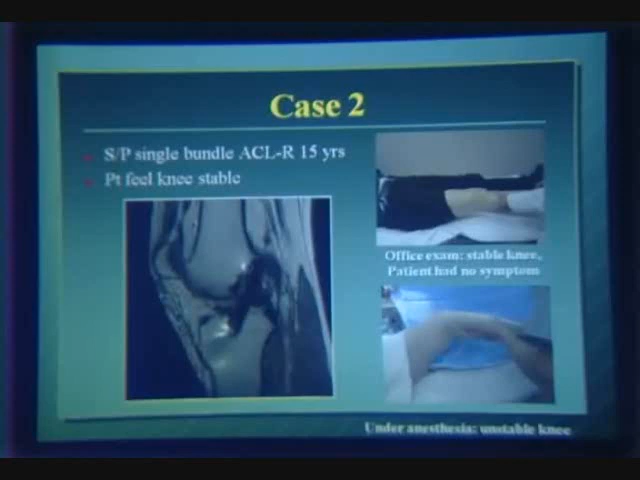 Case 2
S/P single bundle ACL-R 15 yrs
Pt feel knee stable
Office exam: stable knee,
Patient had no symptom
Under anesthesia: unstable knee